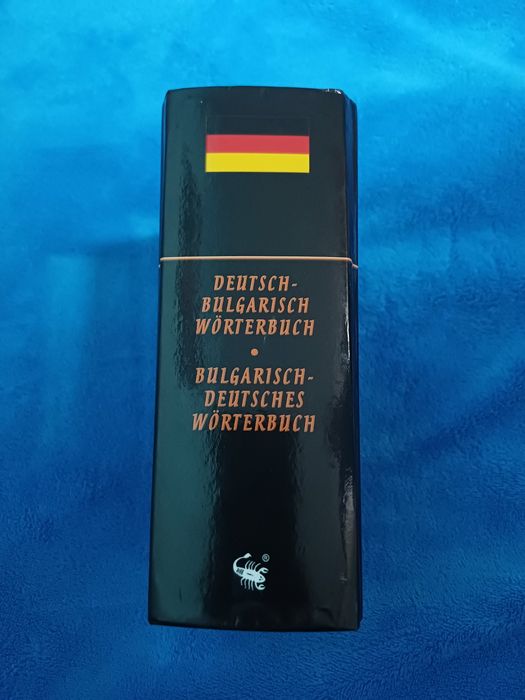 DEUTSCH-
BULGARISCH
WÖRTERBUCH
•
BULGARISCH-
DEUTSCHES
WÖRTERBUCH
®